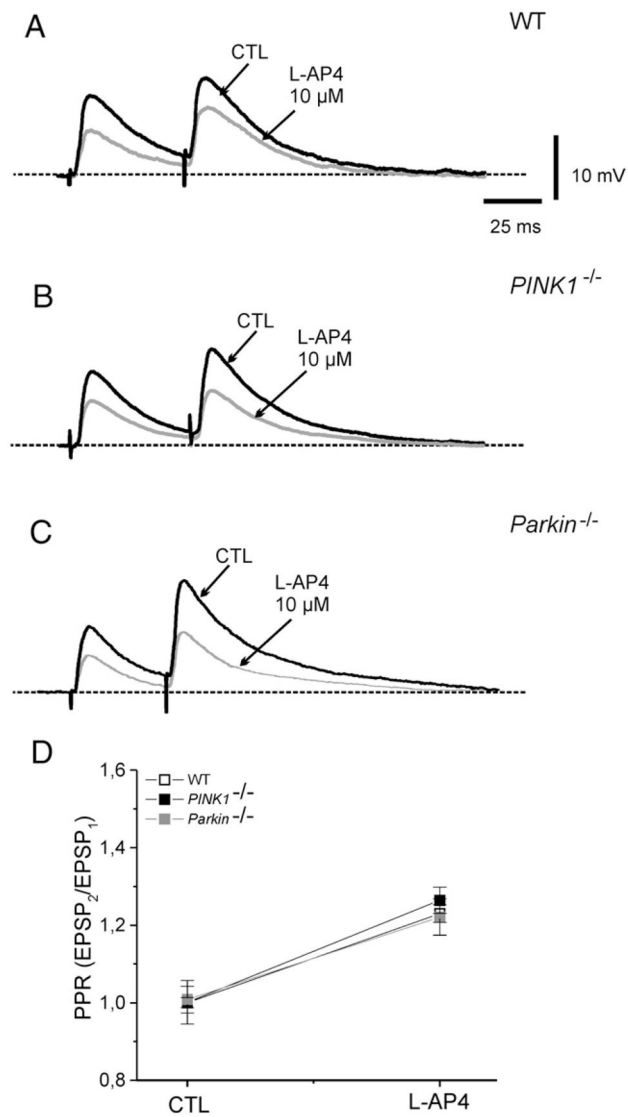 A
WT
CTL
L-AP4
10 µM
10 mV
25 ms
B
PINK1-/-
CTL
L-AP4
10 µM
C
Parkin-/-
CTL
L-AP4
10 µM
D
1,6
1,4
1,2
1,0
0,8
PPR (EPSP2/EPSP1)
WT
PINK1-/-
Parkin-/-
CTL
L-AP4